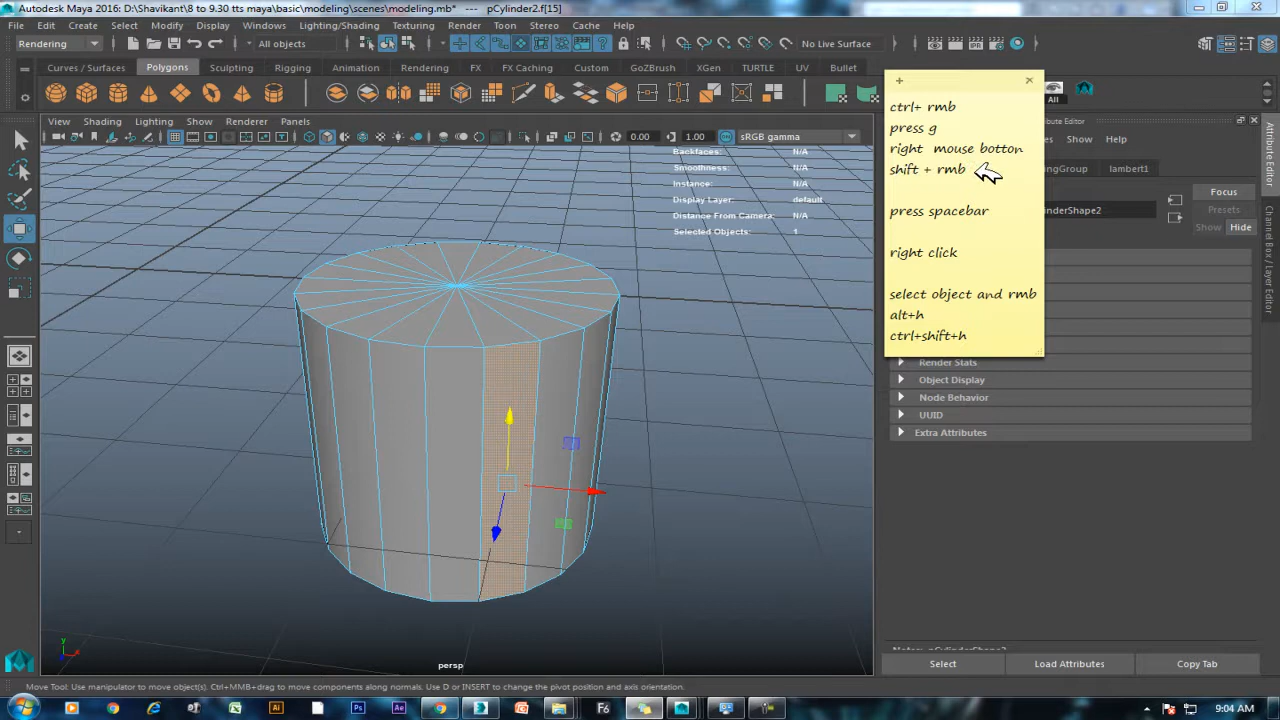 Autodesk Maya 2016: D:\Shavikant\8 to 9.30 tts maya\basic\modeling\scenes\modeling.mb* --- pCylinder2.f[15]
File Edit Create Select Modify Display Windows Lighting/Shading Texturing Render Toon Stereo Cache Help
Rendering All objects No Live Surface
Curves / Surfaces Polygons Sculpting Rigging Animation Rendering FX FX Caching Custom GoZBrush XGen TURTLE UV Bullet
All
View Shading Lighting Show Renderer Panels
0.00 1.00 sRGB gamma
Backfaces: N/A
Smoothness: N/A
Instance: N/A
Display Layer: default
Distance From Camera: N/A
Selected Objects: 1
ctrl+ rmb
press g
right mouse botton
shift + rmb
press spacebar
right click
select object and rmb
alt+h
ctrl+shift+h
Show Help
lambert1
Focus
Presets
Show Hide
Render Stats
Object Display
Node Behavior
UUID
Extra Attributes
Attribute Editor
Channel Box / Layer Editor
persp
Select Load Attributes Copy Tab
Move Tool: Use manipulator to move object(s). Ctrl+MMB+drag to move components along normals. Use D or INSERT to change the pivot position and axis orientation.
9:04 AM